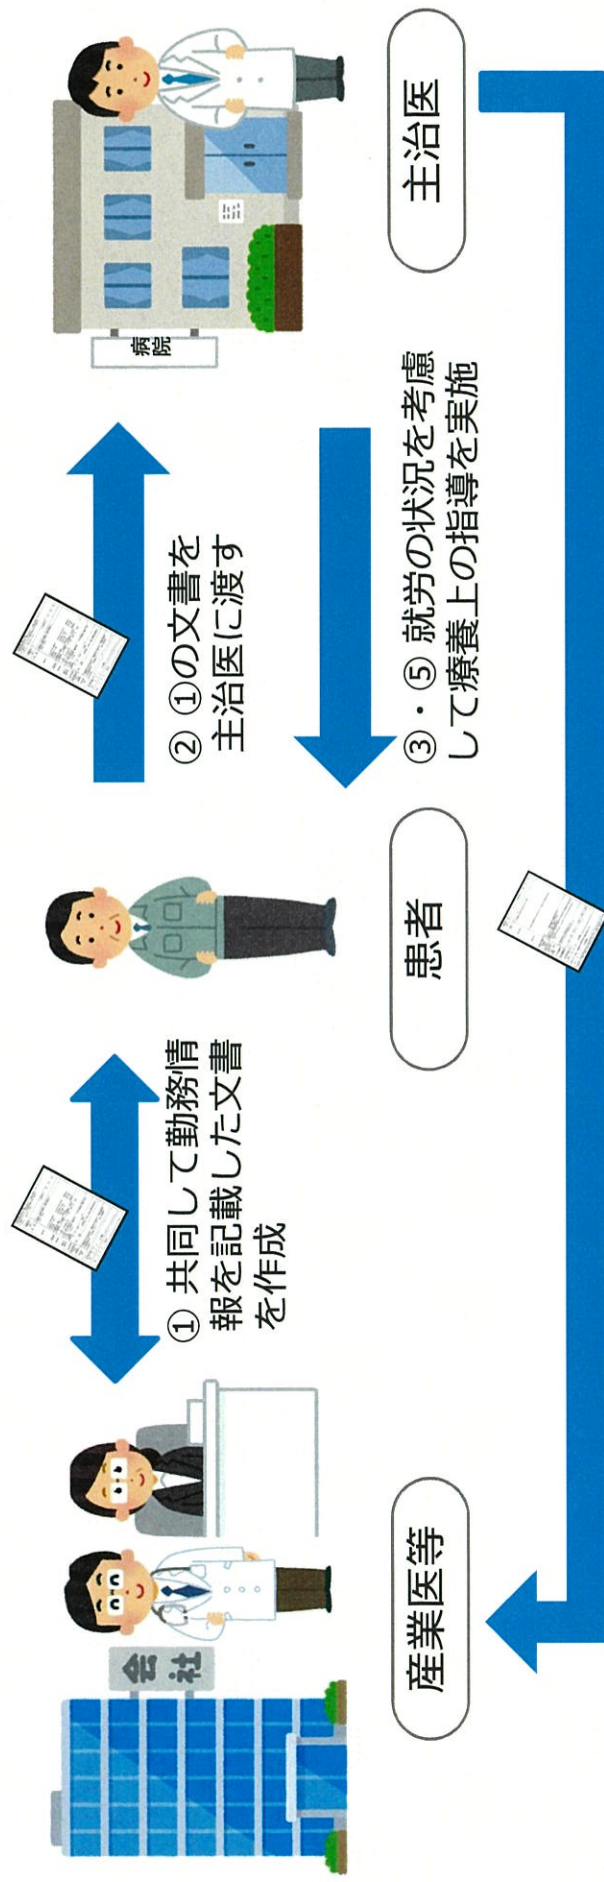 会社
病院
① 共同して勤務情
報を記載した文書
を作成
② ①の文書を
主治医に渡す
③・⑤ 就労の状況を考慮
して療養上の指導を実施
産業医等
患者
主治医